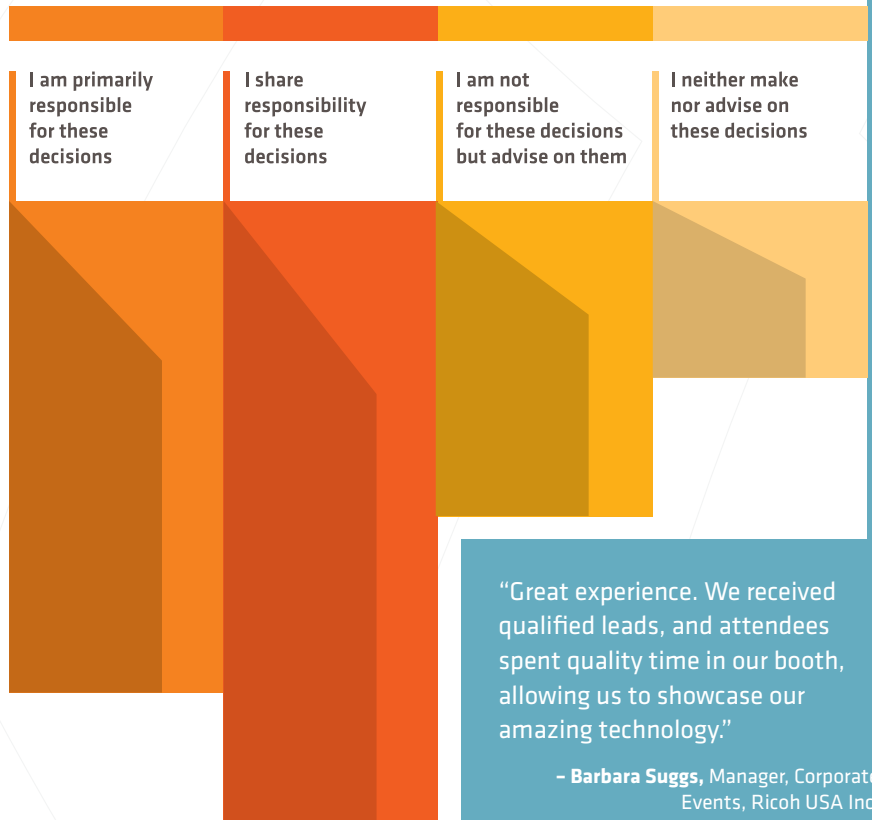 I am primarily
responsible
for these
decisions
I share
responsibility
for these
decisions
I am not
responsible
for these decisions
but advise on them
I neither make
nor advise on
these decisions
“Great experience. We received
qualified leads, and attendees
spent quality time in our booth,
allowing us to showcase our
amazing technology.”
– Barbara Suggs, Manager, Corporate
Events, Ricoh USA Inc